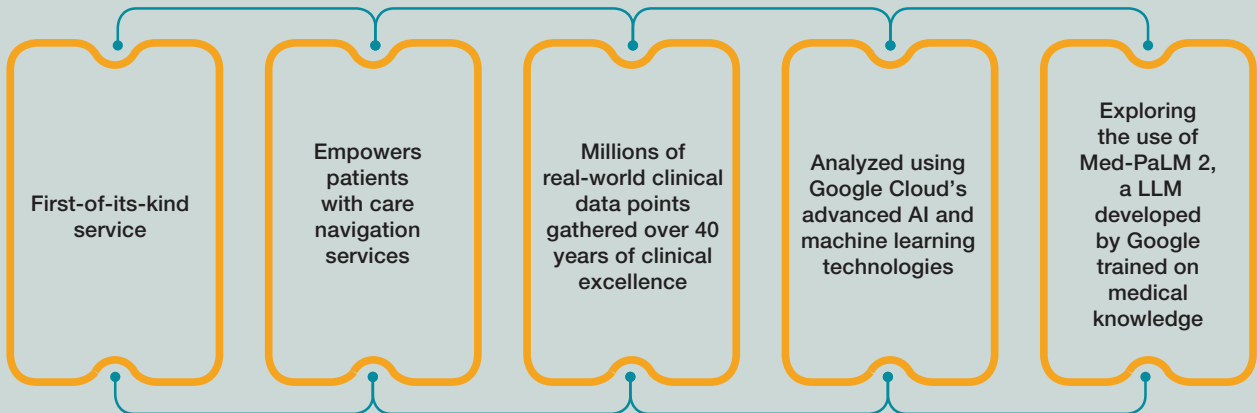 First-of-its-kind
service
Empowers
patients
with care
navigation
services
Millions of
real-world clinical
data points
gathered over 40
years of clinical
excellence
Analyzed using
Google Cloud's
advanced AI and
machine learning
technologies
Exploring
the use of
Med-PaLM 2,
a LLM
developed
by Google
trained on
medical
knowledge